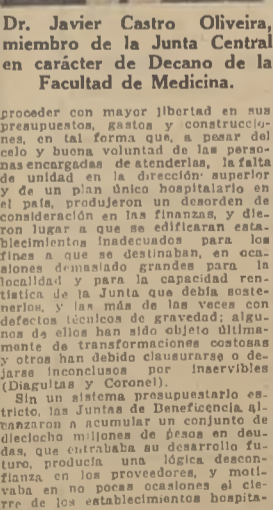 Dr. Javier Castro Oliveira,
miembro de la Junta Central
en carácter de Decano de la
Facultad de Medicina.
proceder con mayor libertad en sus
presupuestos, gastos y construccio-
nes, en tal forma que, a pesar del
celo y buena voluntad de las perso-
nas encargadas de atenderlas, la falta
de unidad en la dirección superior
y de un plan único hospitalario en
el país, produjeron un desorden de
consideración en las finanzas, y die-
ron lugar a que se edificaran esta-
blecimientos inadecuados para los
fines a que se destinaban, en oca-
siones demasiado grandes para la
localidad y para la capacidad ren-
tística de la Junta que debía soste-
nerlos, y las más de las veces con
defectos técnicos de gravedad; algu-
nos de ellos han sido objeto última-
mente de transformaciones costosas
y otros han debido clausurarse o de-
jarse inconclusos por inservibles
(Diaguitas y Coronel).
Sin un sistema presupuestario es-
tricto, las Juntas de Beneficencia al-
canzaron a acumular un conjunto de
dieciocho millones de pesos en deu-
das, que entrababa su desarrollo fu-
turo, producía una lógica descon-
fianza en los proveedores, y moti-
vaba en no pocas ocasiones el cie-
rre de los establecimientos hospita-